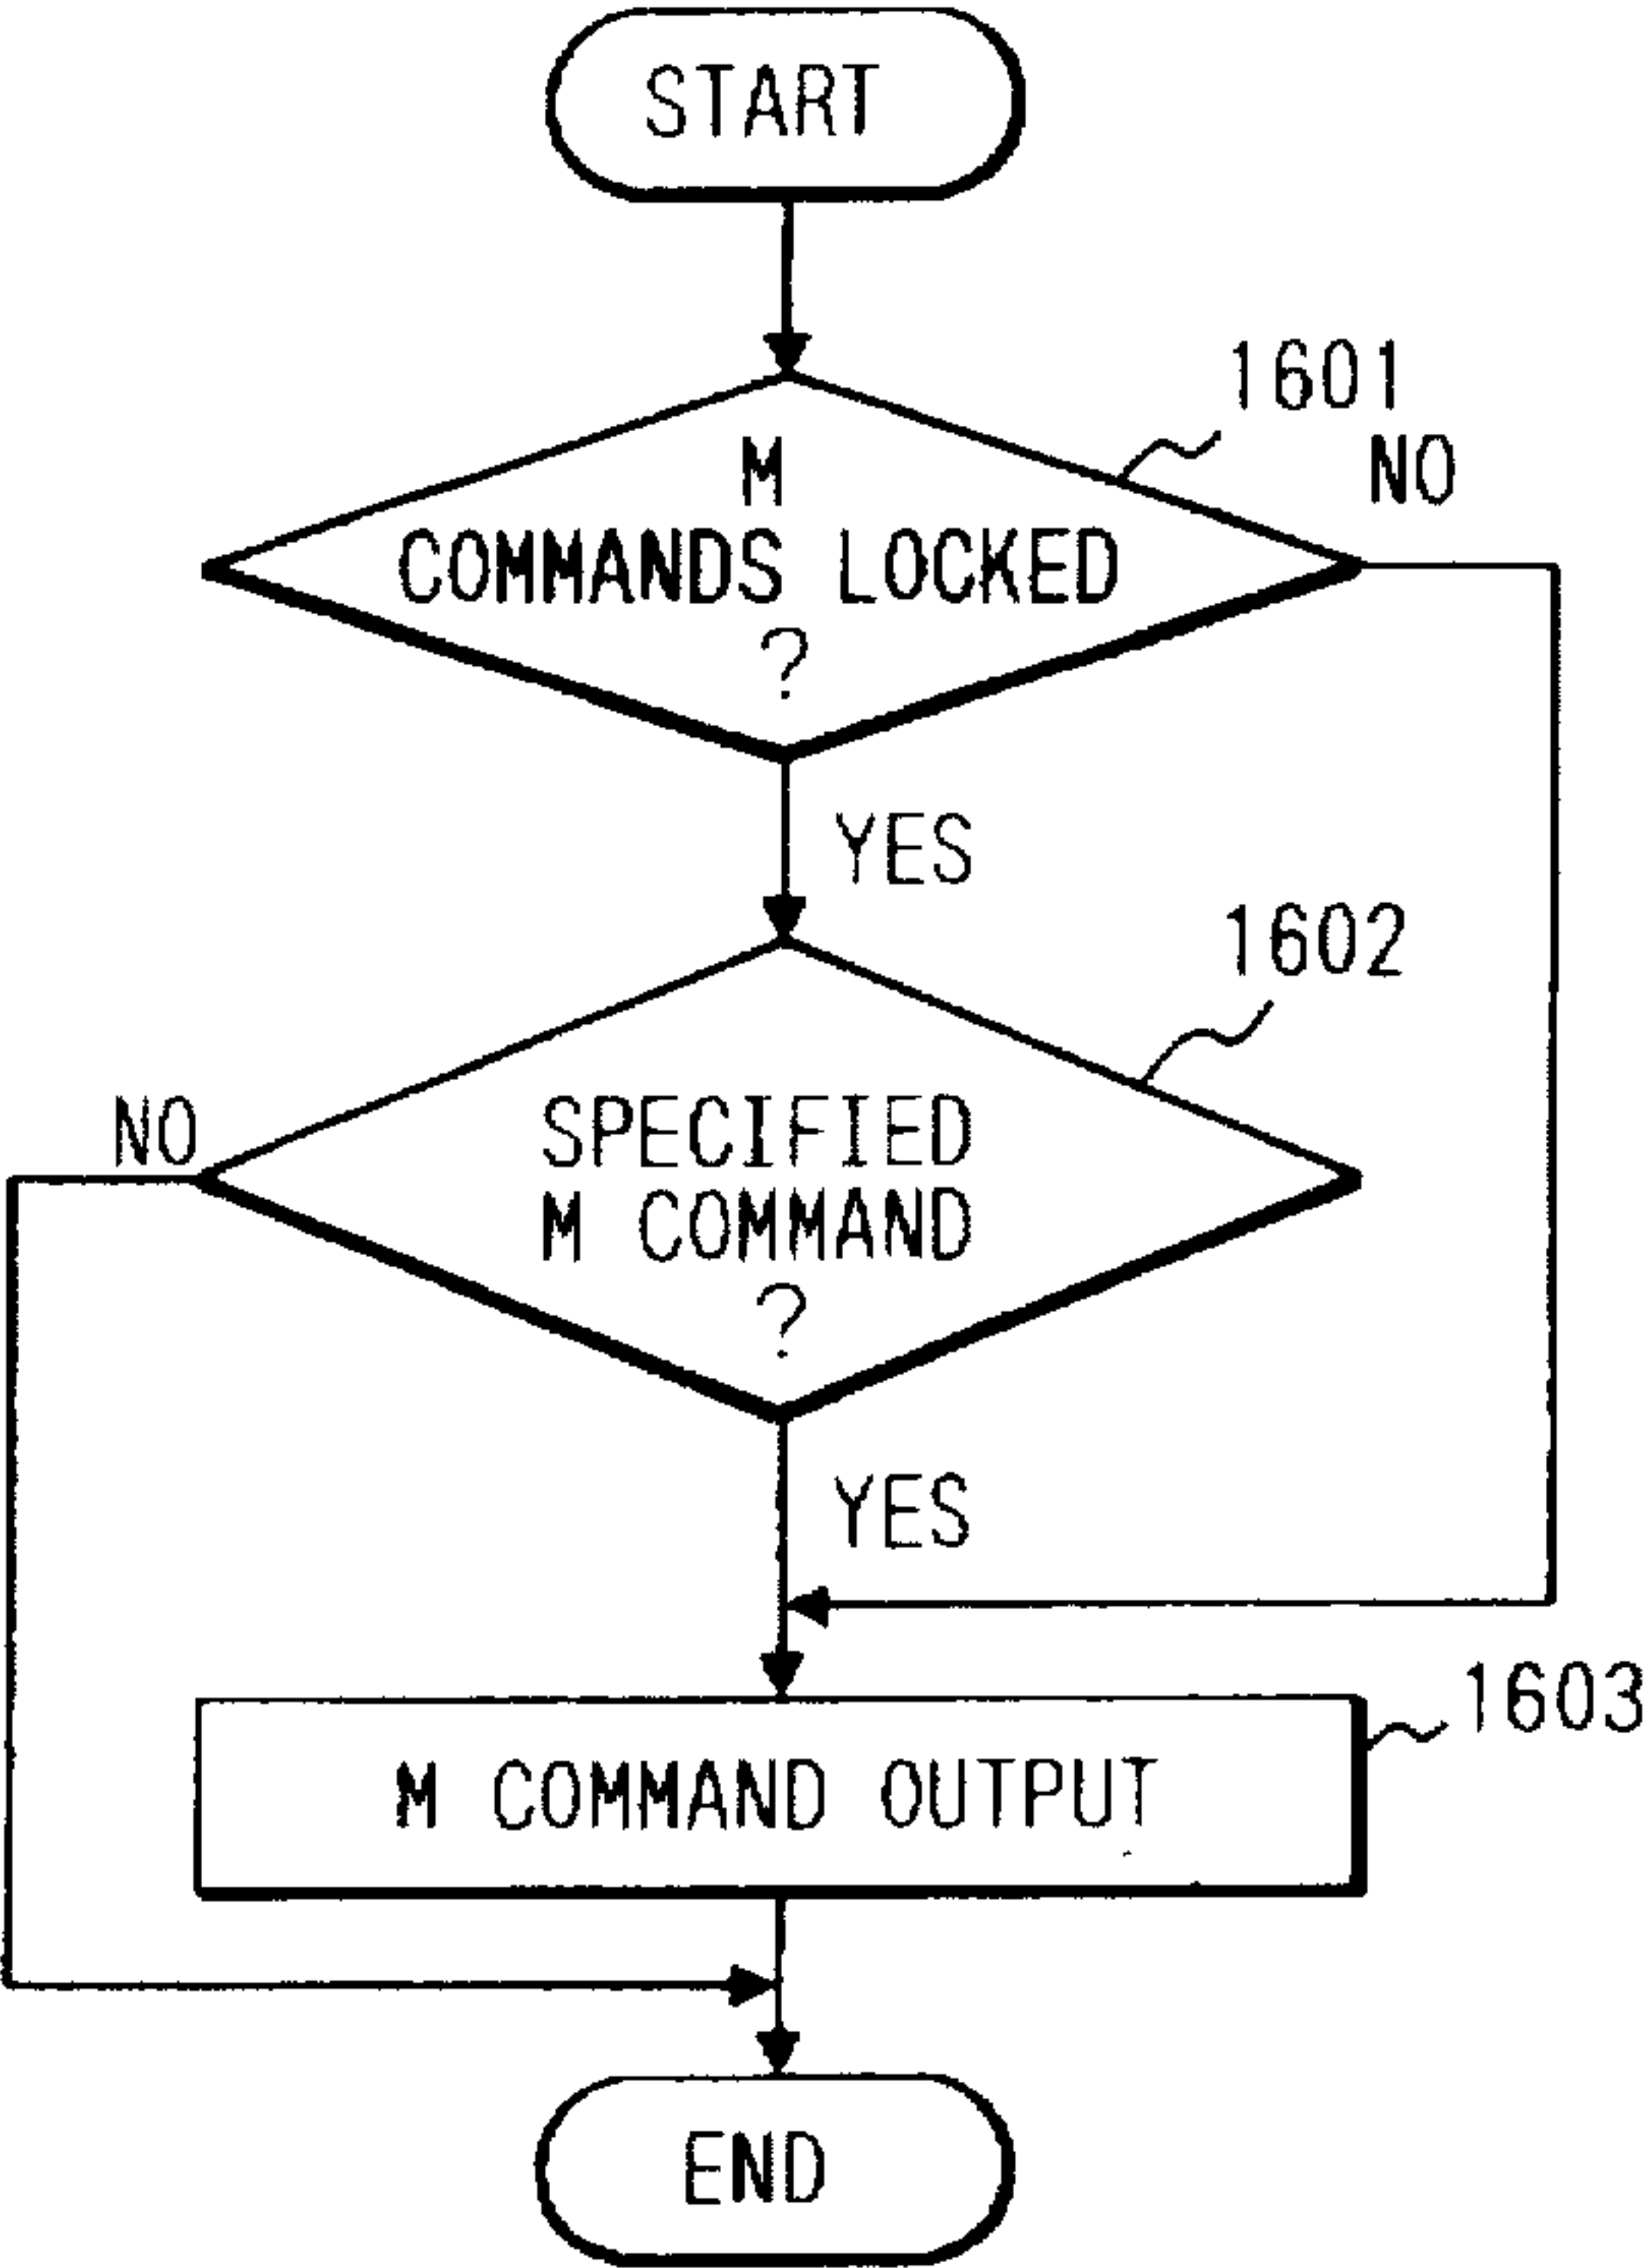 START
1601
NO
M
COMMANDS LOCKED
?
YES
1602
NO
SPECIFIED
M COMMAND
?
YES
1603
M COMMAND OUTPUT
END